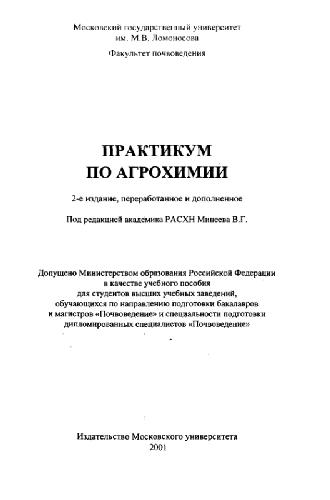 Московский государственный университет
им. М.В. Ломоносова
Факультет почвоведения
ПРАКТИКУМ
ПО АГРОХИМИИ
2-е издание, переработанное и дополненное
Под редакцией академика РАСХН Минеева В.Г.
Допущено Министерством образования Российской Федерации
в качестве учебного пособия
для студентов высших учебных заведений,
обучающихся по направлению подготовки бакалавров
и магистров «Почвоведение» и специальности подготовки
дипломированных специалистов «Почвоведение»
Издательство Московского университета
2001